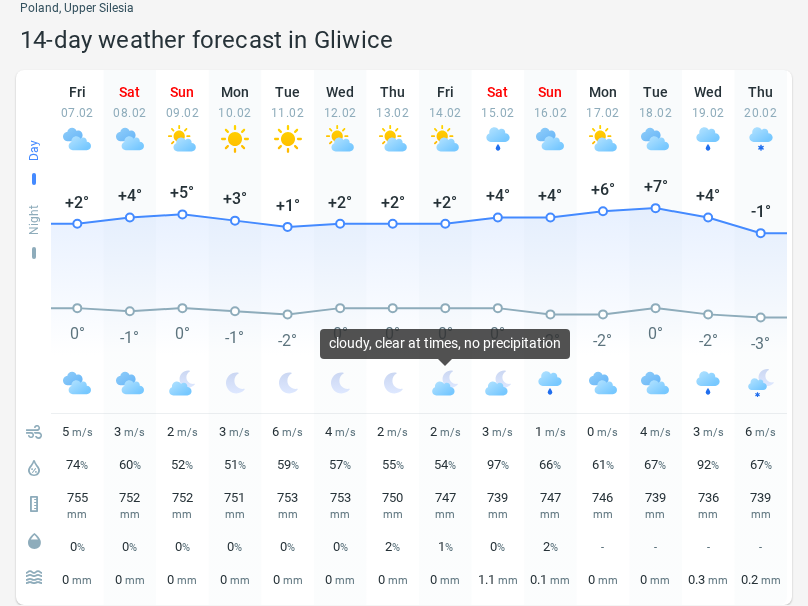 Poland, Upper Silesia
14-day weather forecast in Gliwice
Fri Sat Sun Mon Tue Wed Thu Fri Sat Sun Mon Tue Wed Thu
07.02 08.02 09.02 10.02 11.02 12.02 13.02 14.02 15.02 16.02 17.02 18.02 19.02 20.02
Day
+2° +4° +5° +3° +1° +2° +2° +2° +4° +4° +6° +7° +4° -1°
Night
0° -1° 0° -1° -2° -2° 0° -2° -3°
cloudy, clear at times, no precipitation
5 m/s 3 m/s 2 m/s 3 m/s 6 m/s 4 m/s 2 m/s 2 m/s 3 m/s 1 m/s 0 m/s 4 m/s 3 m/s 6 m/s
74% 60% 52% 51% 59% 57% 55% 54% 97% 66% 61% 67% 92% 67%
755 752 752 751 753 753 750 747 739 747 746 739 736 739
mm mm mm mm mm mm mm mm mm mm mm mm mm mm
0% 0% 0% 0% 0% 0% 2% 1% 0% 2% - - - -
0 mm 0 mm 0 mm 0 mm 0 mm 0 mm 0 mm 0 mm 1.1 mm 0.1 mm 0 mm 0 mm 0.3 mm 0.2 mm